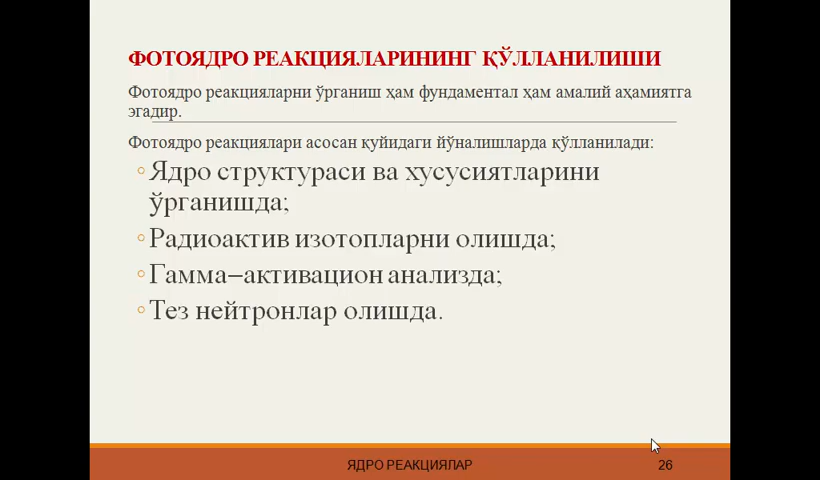 ФОТОЯДРО РЕАКЦИЯЛАРИНИНГ ҚЎЛЛАНИЛИШИ
Фотоядро реакцияларни ўрганиш ҳам фундаментал ҳам амалий аҳамиятга
эгадир.
Фотоядро реакциялари асосан қуйидаги йўналишларда қўлланилади:
◦Ядро структураси ва хусусиятларини
ўрганишда;
◦Радиоактив изотопларни олишда;
◦Гамма–активацион анализда;
◦Тез нейтронлар олишда.
ЯДРО РЕАКЦИЯЛАР 26